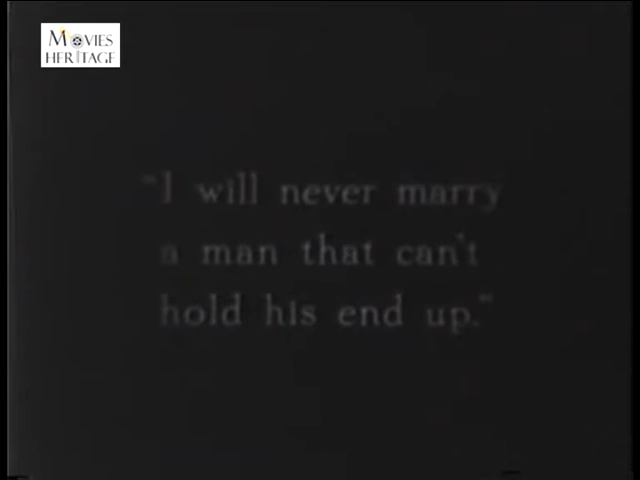 MOVIES
HERITAGE
"I will never marry
a man that can't
hold his end up."